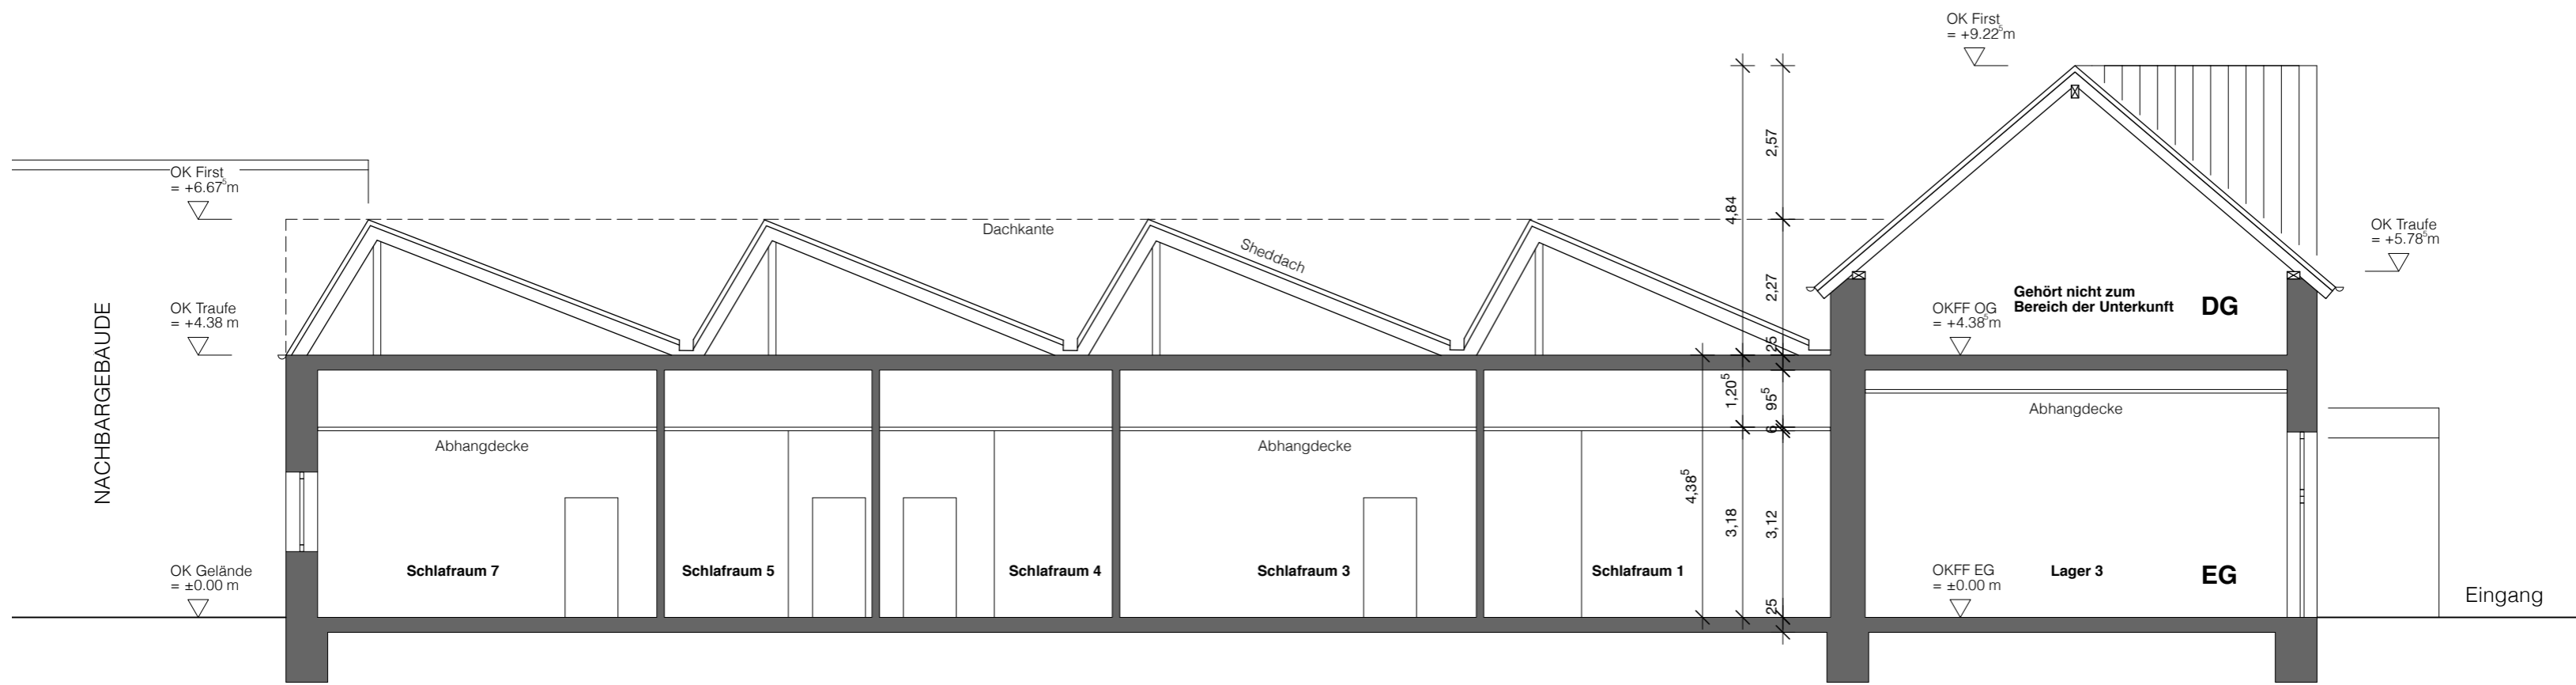 OK First
= +9.22⁵m
OK First
= +6.67⁵m
2,57
4,84
Dachkante
Sheddach
OK Traufe
= +5.78⁵m
OK Traufe
= +4.38 m
2,27
Gehört nicht zum
Bereich der Unterkunft
DG
OKFF OG
= +4.38⁵m
25
NACHBARGEBAUDE
1,20⁵
95⁵
6
Abhangdecke
Abhangdecke
Abhangdecke
4,38⁵
3,18
3,12
OK Gelände
= ±0.00 m
Schlafraum 7
Schlafraum 5
Schlafraum 4
Schlafraum 3
Schlafraum 1
OKFF EG
= ±0.00 m
Lager 3
EG
25
Eingang